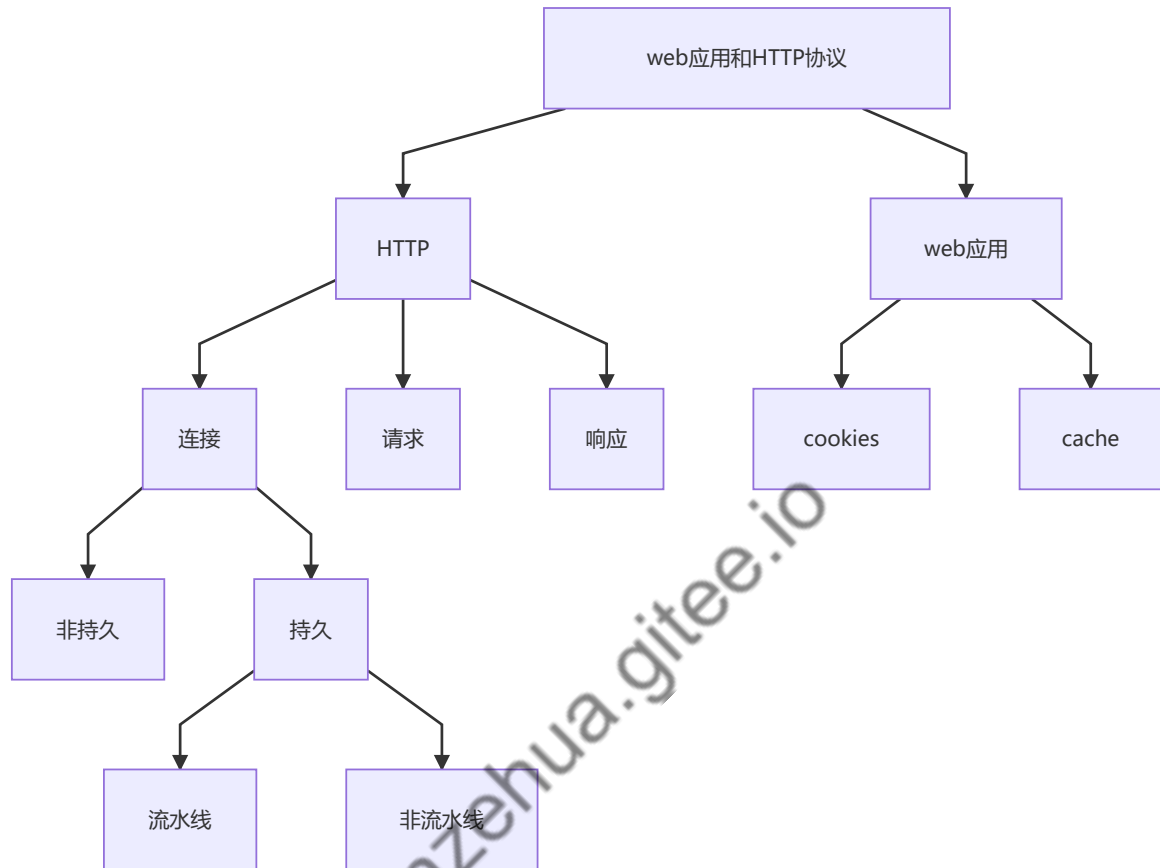 web应用和HTTP协议
HTTP
web应用
连接
请求
响应
cookies
cache
非持久
持久
流水线
非流水线
zehua.gitee.io